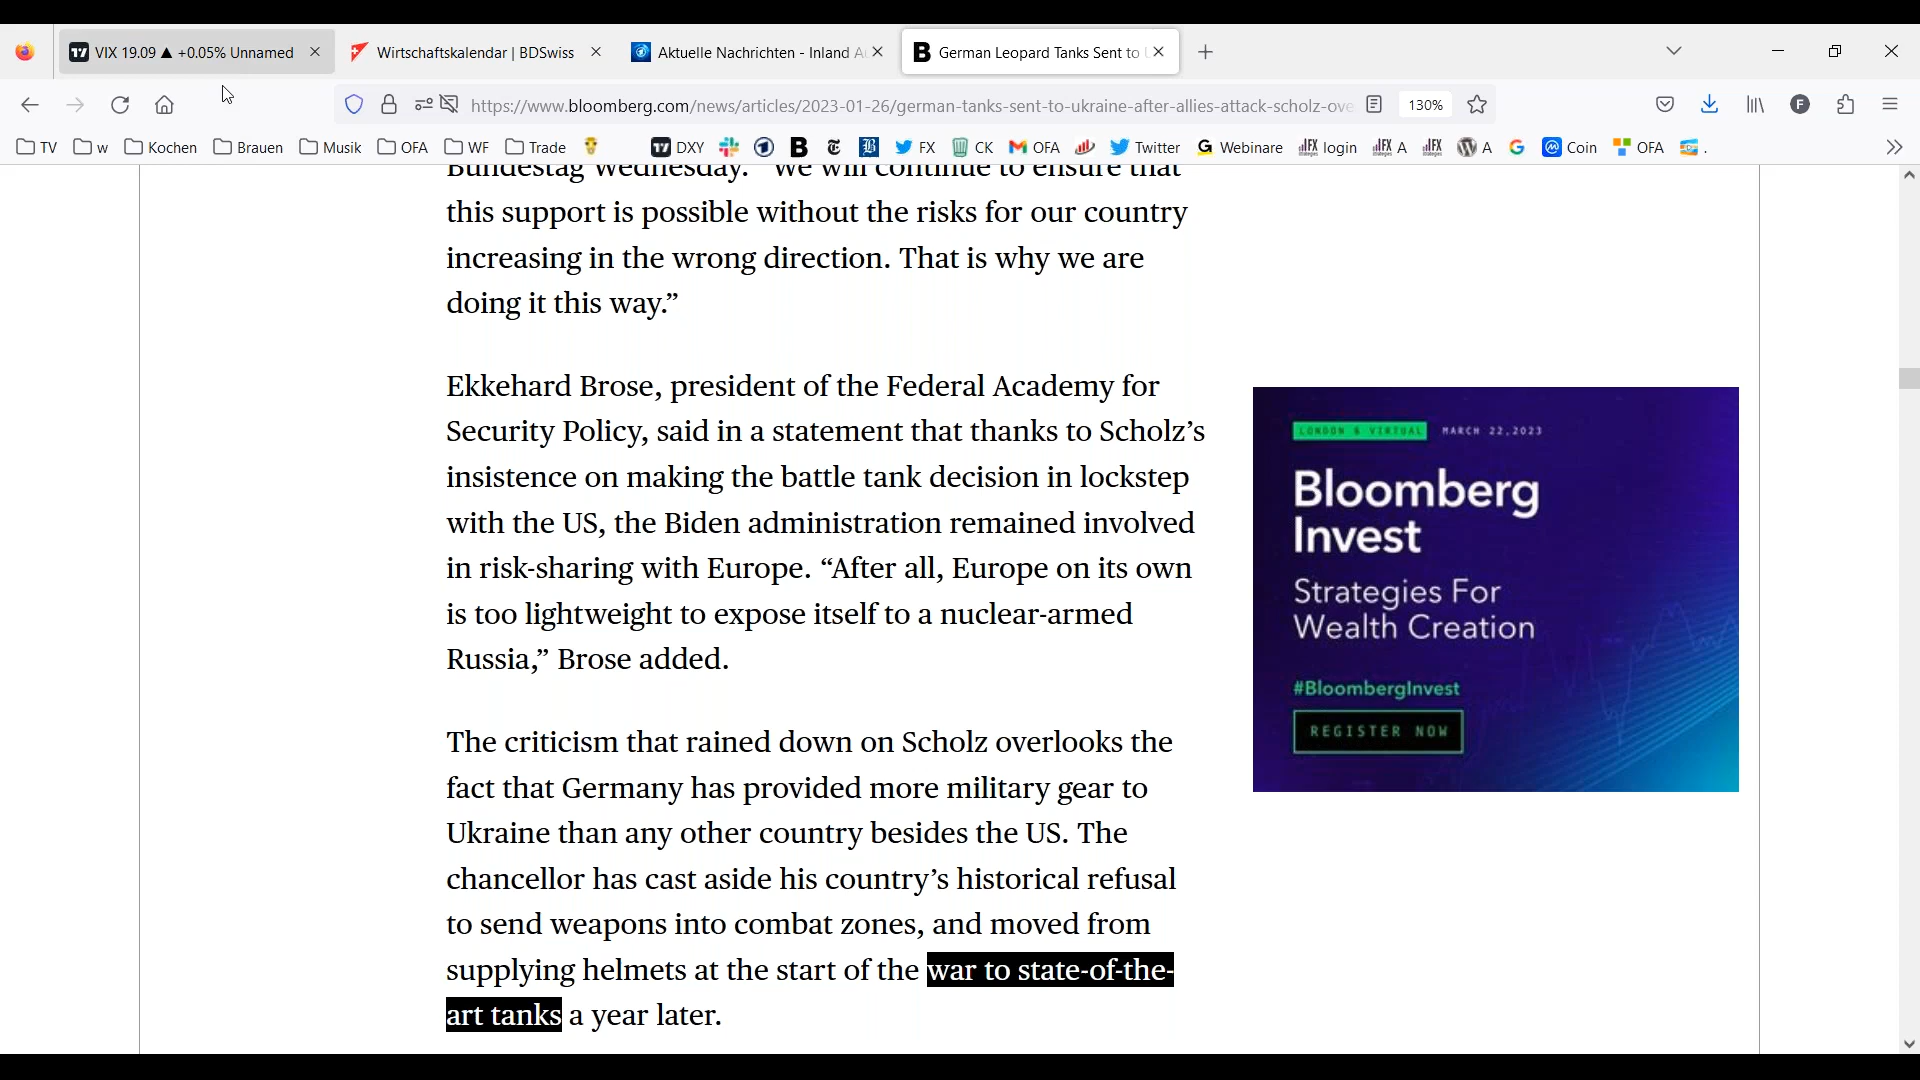 VIX 19.09 ▲ +0.05% Unnamed
Wirtschaftskalendar | BDSwiss
Aktuelle Nachrichten - Inland A
German Leopard Tanks Sent to
https://www.bloomberg.com/news/articles/2023-01-26/german-tanks-sent-to-ukraine-after-allies-attack-scholz-ove
130%
TV w Kochen Brauen Musik OFA WF Trade DXY FX CK OFA Twitter Webinare login A A Coin OFA .
Bundestag Wednesday. “We will continue to ensure that
this support is possible without the risks for our country
increasing in the wrong direction. That is why we are
doing it this way.”
Ekkehard Brose, president of the Federal Academy for
Security Policy, said in a statement that thanks to Scholz’s
insistence on making the battle tank decision in lockstep
with the US, the Biden administration remained involved
in risk-sharing with Europe. “After all, Europe on its own
is too lightweight to expose itself to a nuclear-armed
Russia,” Brose added.
The criticism that rained down on Scholz overlooks the
fact that Germany has provided more military gear to
Ukraine than any other country besides the US. The
chancellor has cast aside his country’s historical refusal
to send weapons into combat zones, and moved from
supplying helmets at the start of the war to state-of-the-
art tanks a year later.
LONDON & VIRTUAL MARCH 22,2023
Bloomberg
Invest
Strategies For
Wealth Creation
#BloombergInvest
REGISTER NOW